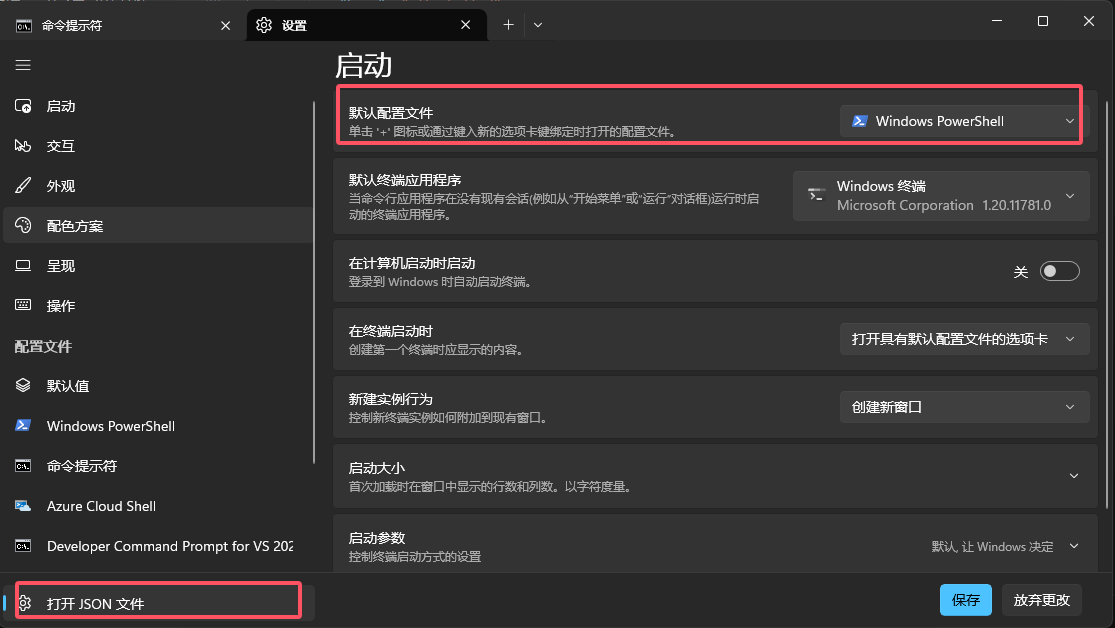 命令提示符
设置
启动
启动
交互
外观
配色方案
呈现
操作
配置文件
默认值
Windows PowerShell
命令提示符
Azure Cloud Shell
Developer Command Prompt for VS 202
打开 JSON 文件
默认配置文件
单击 '+' 图标或通过键入新的选项卡键绑定时打开的配置文件。
Windows PowerShell
默认终端应用程序
当命令行应用程序在没有现有会话(例如从“开始菜单”或“运行”对话框)运行时启
动的终端应用程序。
Windows 终端
Microsoft Corporation 1.20.11781.0
在计算机启动时启动
登录到 Windows 时自动启动终端。
关
在终端启动时
创建第一个终端时应显示的内容。
打开具有默认配置文件的选项卡
新建实例行为
控制新终端实例如何附加到现有窗口。
创建新窗口
启动大小
首次加载时在窗口中显示的行数和列数。以字符度量。
启动参数
控制终端启动方式的设置
默认, 让 Windows 决定
保存
放弃更改